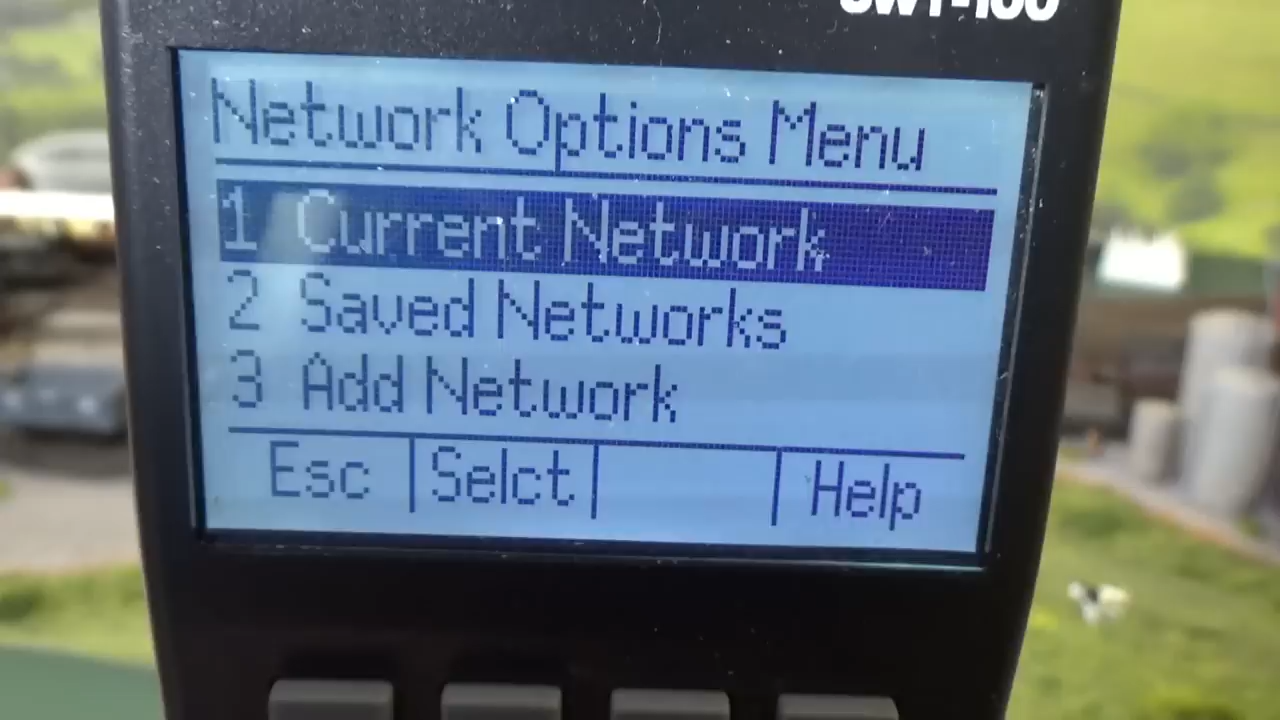 Network Options Menu
1 Current Network
2 Saved Networks
3 Add Network
Esc Selct Help